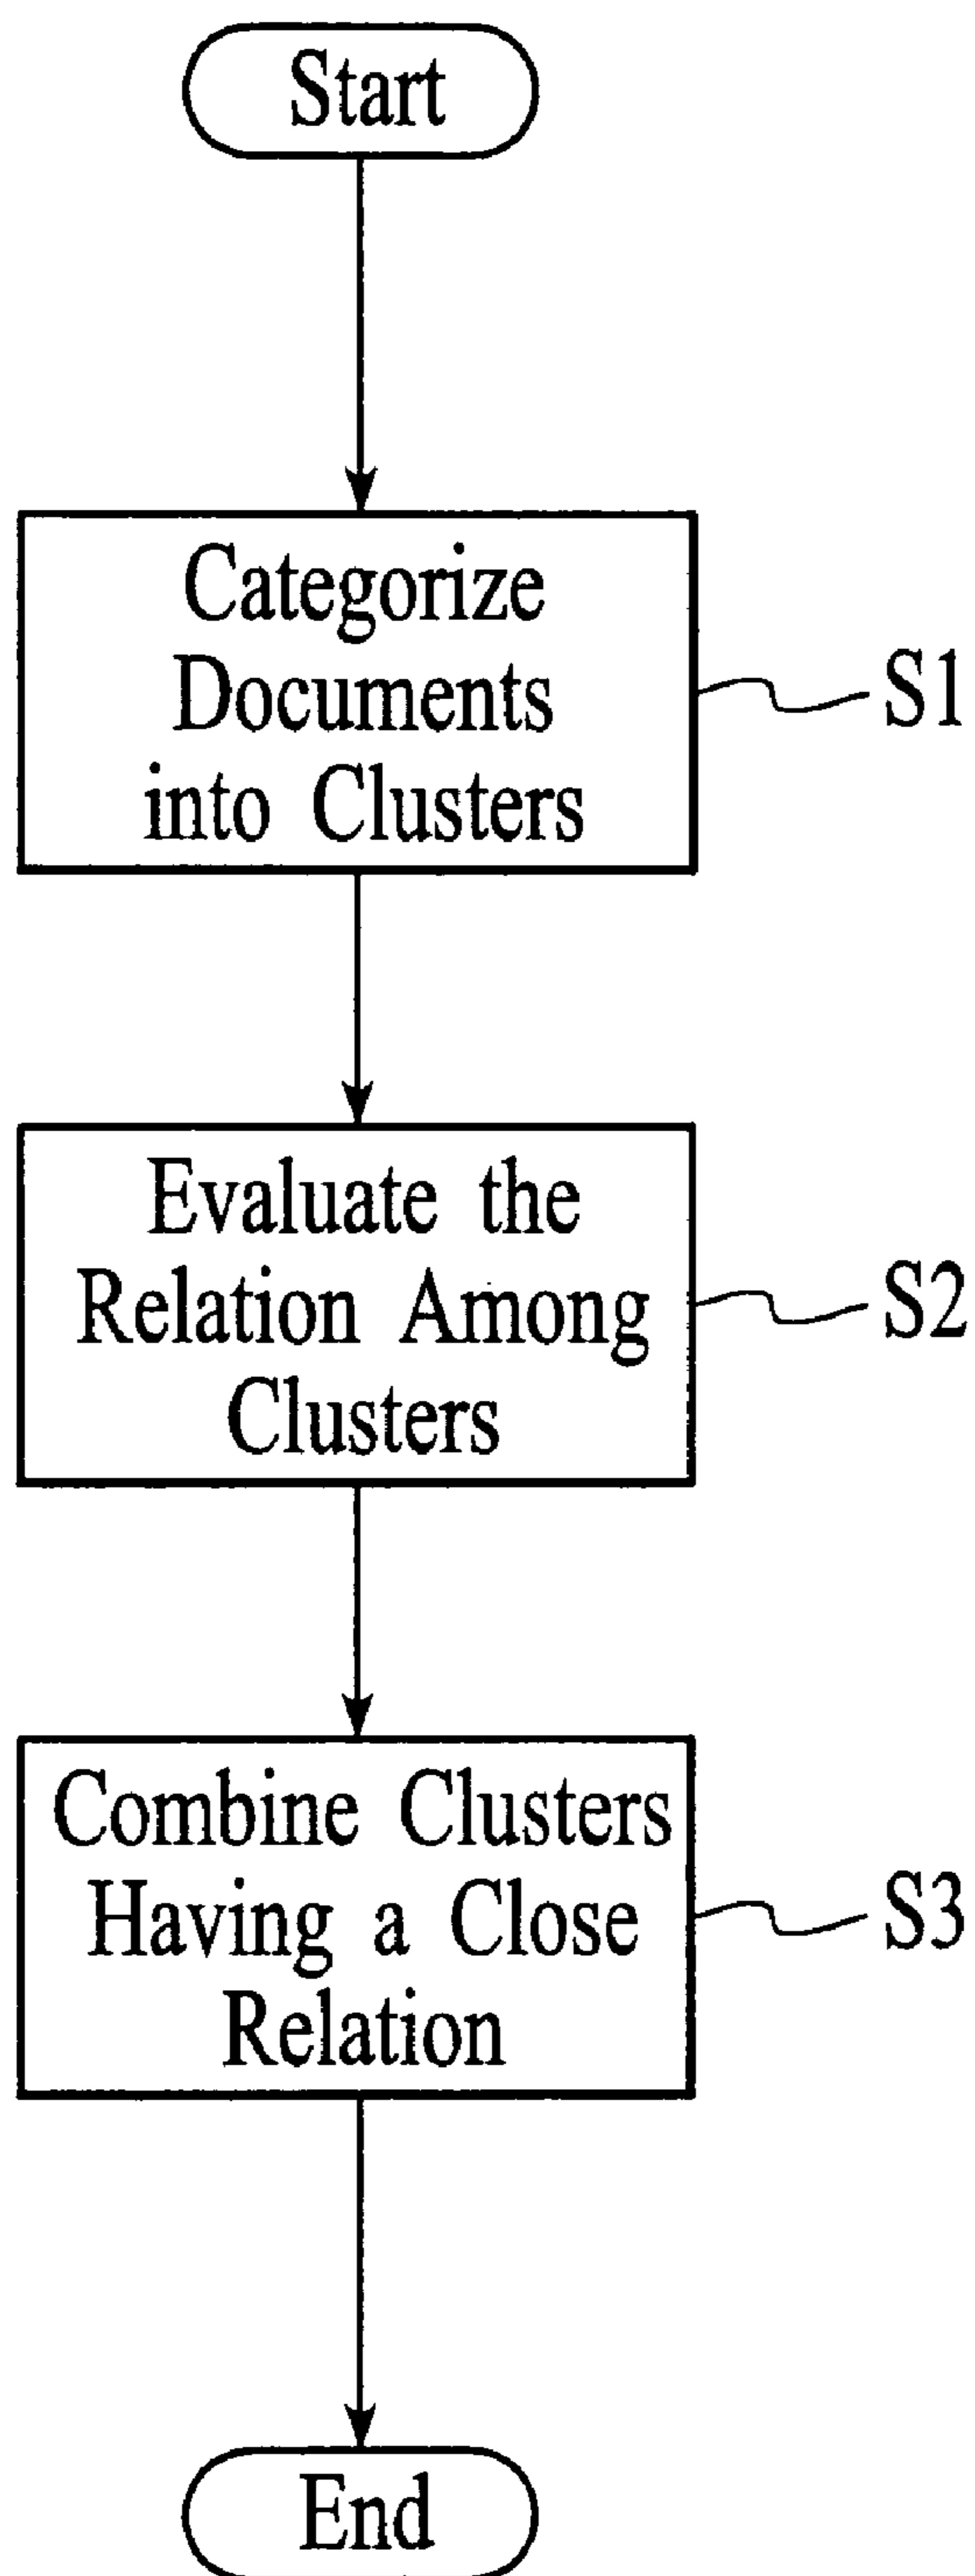 Start
Categorize
Documents
into Clusters
S1
Evaluate the
Relation Among
Clusters
S2
Combine Clusters
Having a Close
Relation
S3
End